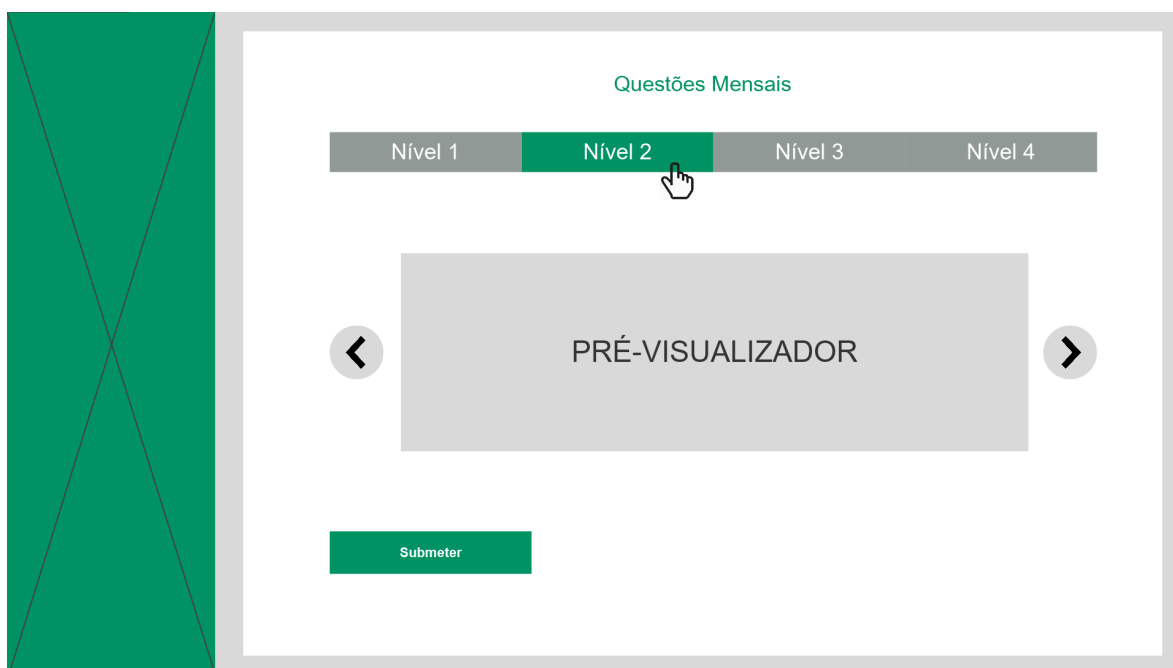 Questões Mensais
Nível 1 Nível 2 Nível 3 Nível 4
PRÉ-VISUALIZADOR
Submeter